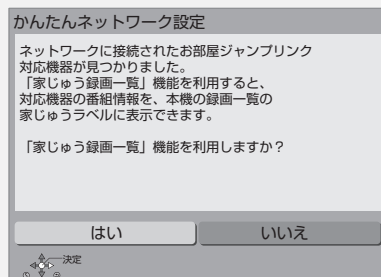 かんたんネットワーク設定
ネットワークに接続されたお部屋ジャンプリンク
対応機器が見つかりました。
「家じゅう録画一覧」機能を利用すると、
対応機器の番組情報を、本機の録画一覧の
家じゅうラベルに表示できます。
「家じゅう録画一覧」機能を利用しますか？
はい
いいえ
決定